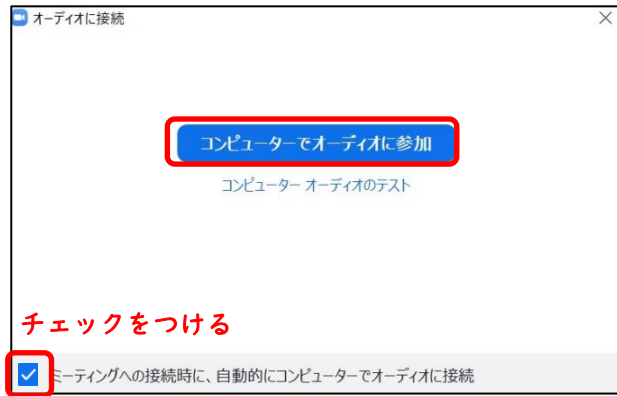 オーディオに接続
コンピューターでオーディオに参加
コンピューター オーディオのテスト
チェックをつける
ミーティングへの接続時に、自動的にコンピューターでオーディオに接続